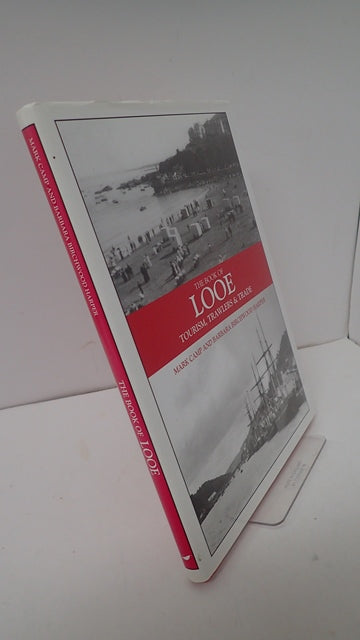 MARK CAMP AND BARBARA BIRCHWOOD HARPER
THE BOOK OF LOOE
THE BOOK OF
LOOE
TOURISM, TRAWLERS & TRADE
MARK CAMP AND BARBARA BIRCHWOOD HARPER